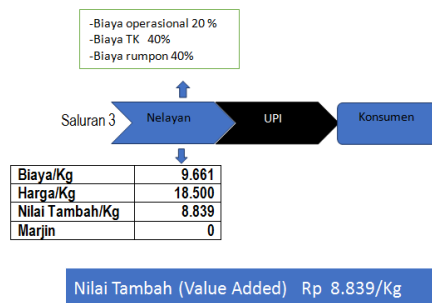 -Biaya operasional 20 %
-Biaya TK 40%
-Biaya rumpon 40%
Saluran 3
Nelayan
UPI
Konsumen
Biaya/Kg 9.661
Harga/Kg 18.500
Nilai Tambah/Kg 8.839
Marjin 0
Nilai Tambah (Value Added) Rp 8.839/Kg